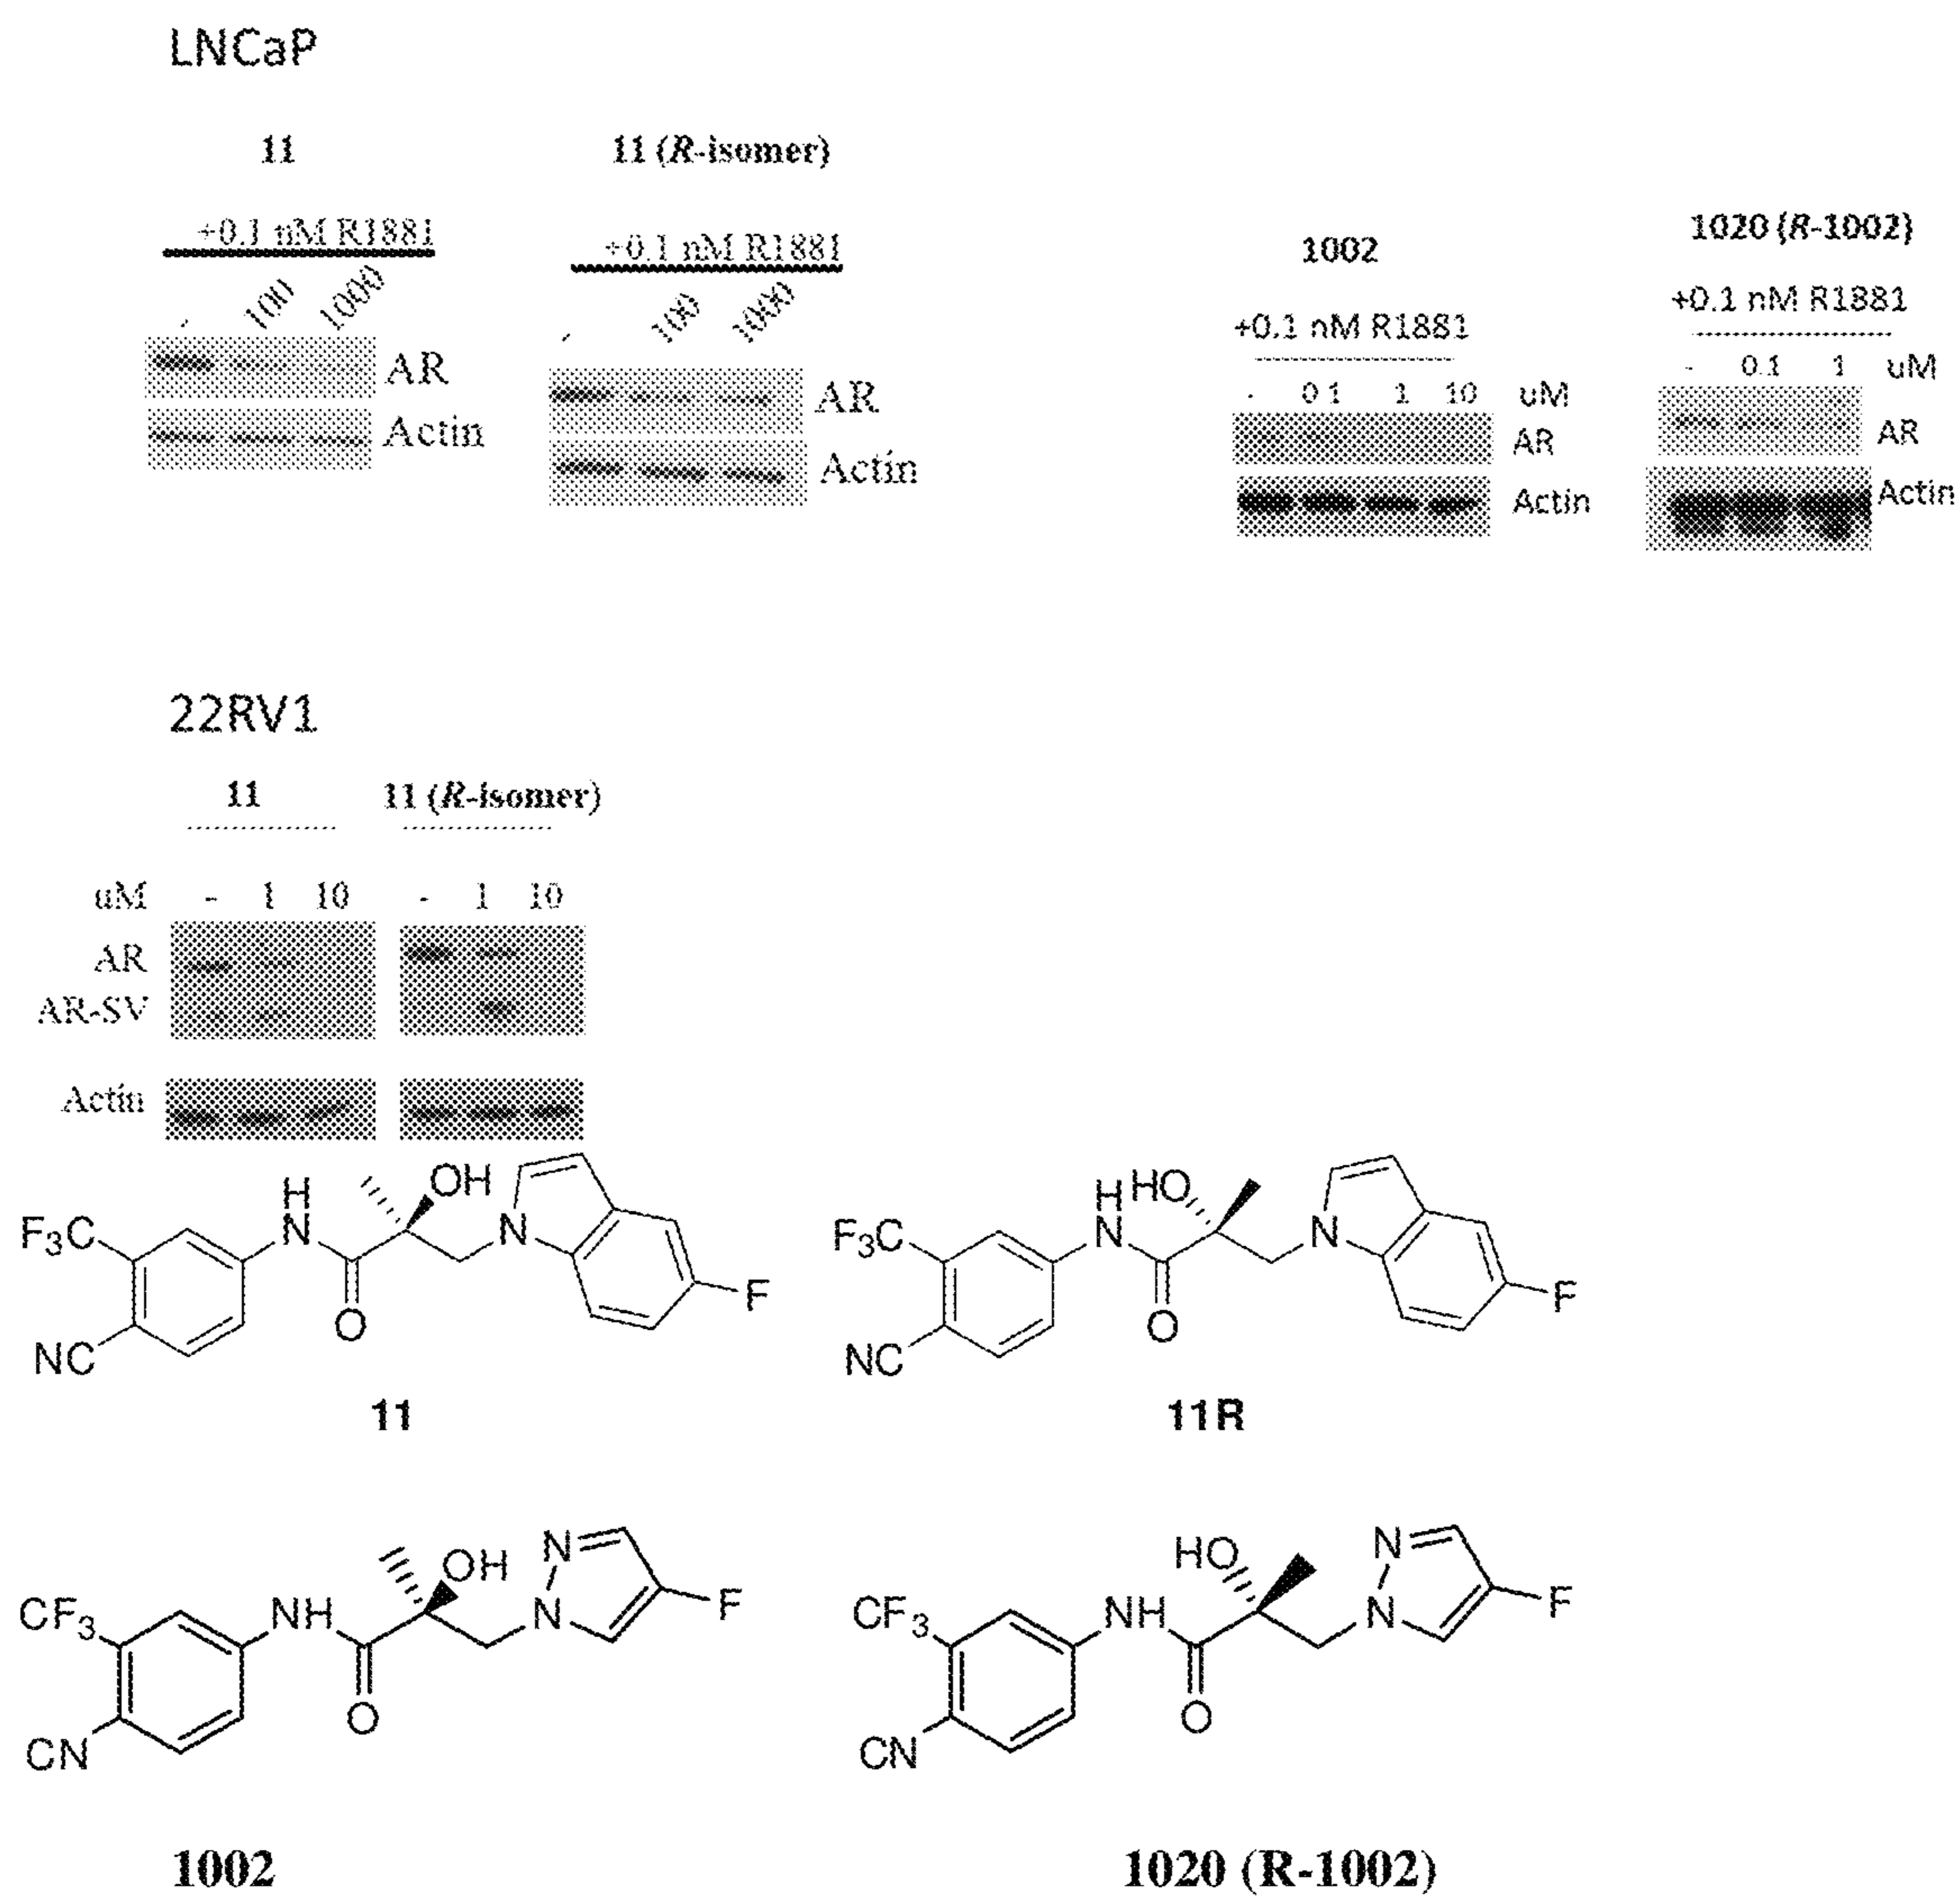 LNCaP
11
+0.1 nM R1881
- 100 1000
AR
Actin
11 (R-isomer)
+0.1 nM R1881
- 100 1000
AR
Actin
1002
+0.1 nM R1881
- 0.1 1 10 uM
AR
Actin
1020 (R-1002)
+0.1 nM R1881
- 0.1 1 uM
AR
Actin
22RV1
11 11 (R-isomer)
uM - 1 10 - 1 10
AR
AR-SV
Actin
F3C
NC
H
N
O
OH
N
F
11
F3C
NC
H
N
O
HO
N
F
11R
CF3
CN
NH
O
OH
N
N
F
1002
CF3
CN
NH
O
HO
N
N
F
1020 (R-1002)